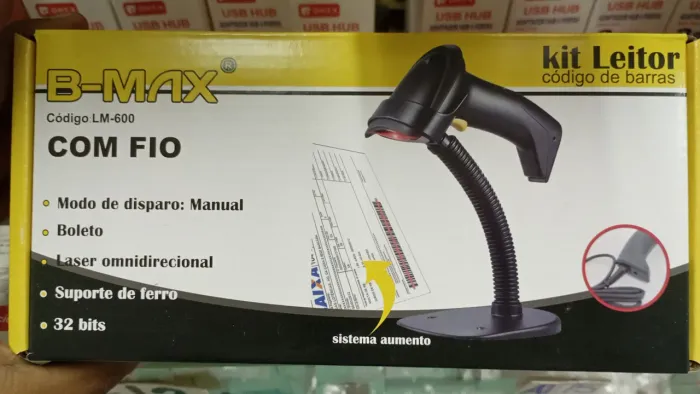 USB HUB
USB HUB
USB HUB
B-MAX®
kit Leitor
código de barras
Código LM-600
COM FIO
Modo de disparo: Manual
Boleto
Laser omnidirecional
Suporte de ferro
32 bits
AIXA
sistema aumento